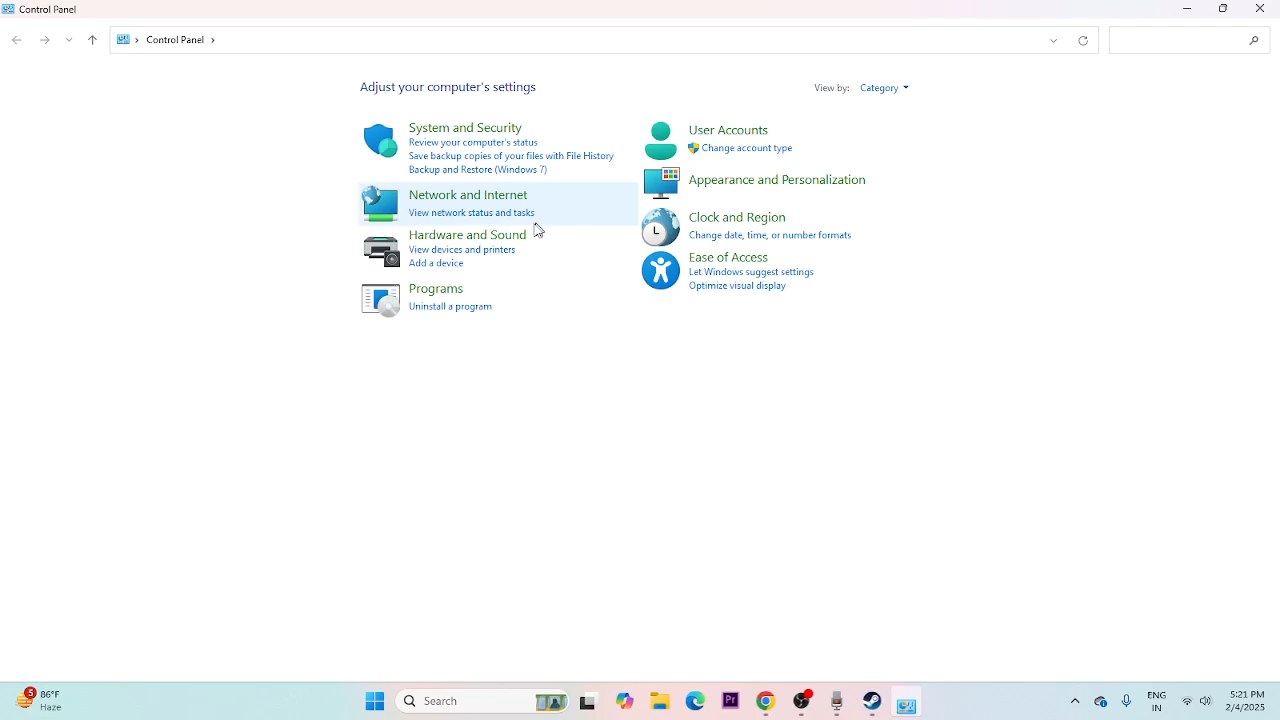 Control Panel
Control Panel
Adjust your computer's settings
View by: Category
System and Security
Review your computer's status
Save backup copies of your files with File History
Backup and Restore (Windows 7)
Network and Internet
View network status and tasks
Hardware and Sound
View devices and printers
Add a device
Programs
Uninstall a program
User Accounts
Change account type
Appearance and Personalization
Clock and Region
Change date, time, or number formats
Ease of Access
Let Windows suggest settings
Optimize visual display
5
86°F
Haze
Search
Pr
ENG
IN
5:21 PM
2/4/2025